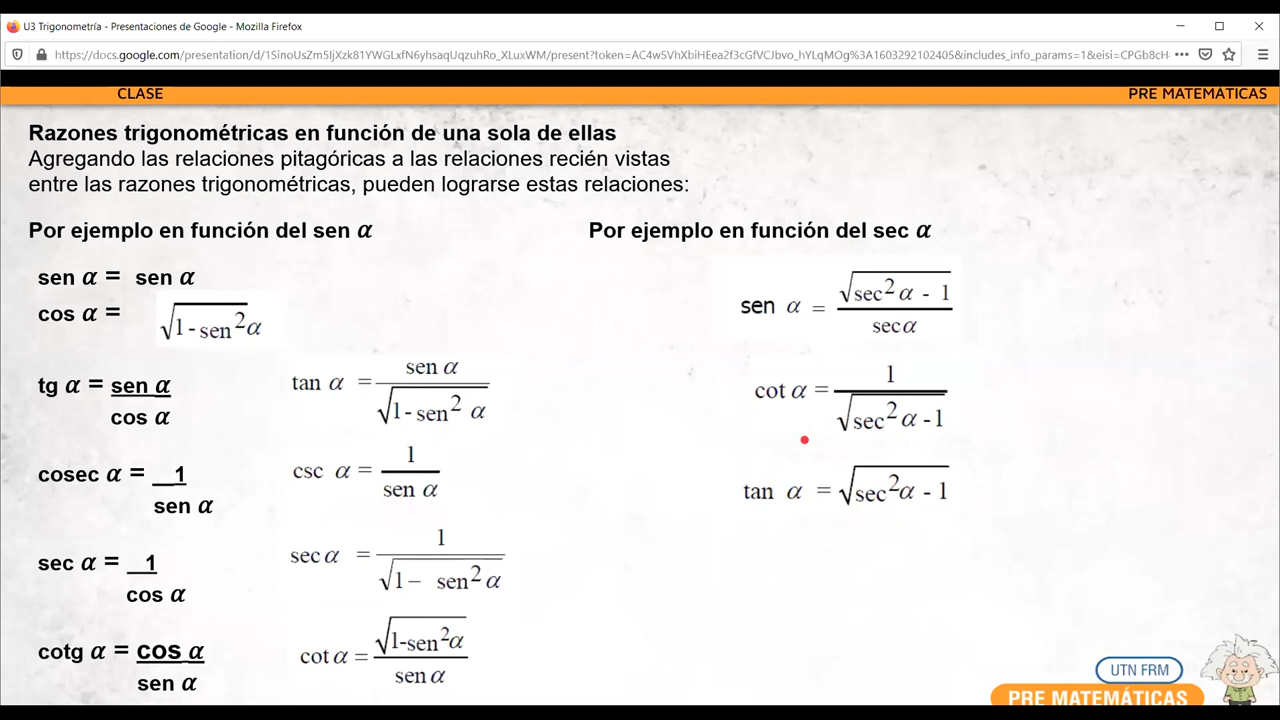 U3 Trigonometría - Presentaciones de Google - Mozilla Firefox
https://docs.google.com/presentation/d/1SinoUsZm5IjXzk81YWGLxfN6yhsaqUqzuhRo_XLuxWM/present?token=AC4w5VhXbiHEea2f3cGfVCJbvo_hYLqMOg%3A1603292102405&includes_info_params=1&eisi=CPGb8cH-
CLASE PRE MATEMÁTICAS
Razones trigonométricas en función de una sola de ellas
Agregando las relaciones pitagóricas a las relaciones recién vistas
entre las razones trigonométricas, pueden lograrse estas relaciones:
Por ejemplo en función del sen α
sen α = sen α
cos α = √1 - sen²α
tg α = sen α / cos α
tan α = sen α / √1 - sen² α
cosec α = 1 / sen α
csc α = 1 / sen α
sec α = 1 / cos α
sec α = 1 / √1 – sen² α
cotg α = cos α / sen α
cot α = √1-sen²α / sen α
Por ejemplo en función del sec α
sen α = √sec² α - 1 / sec α
cot α = 1 / √sec² α - 1
tan α = √sec²α - 1
UTN FRM
PRE MATEMÁTICAS